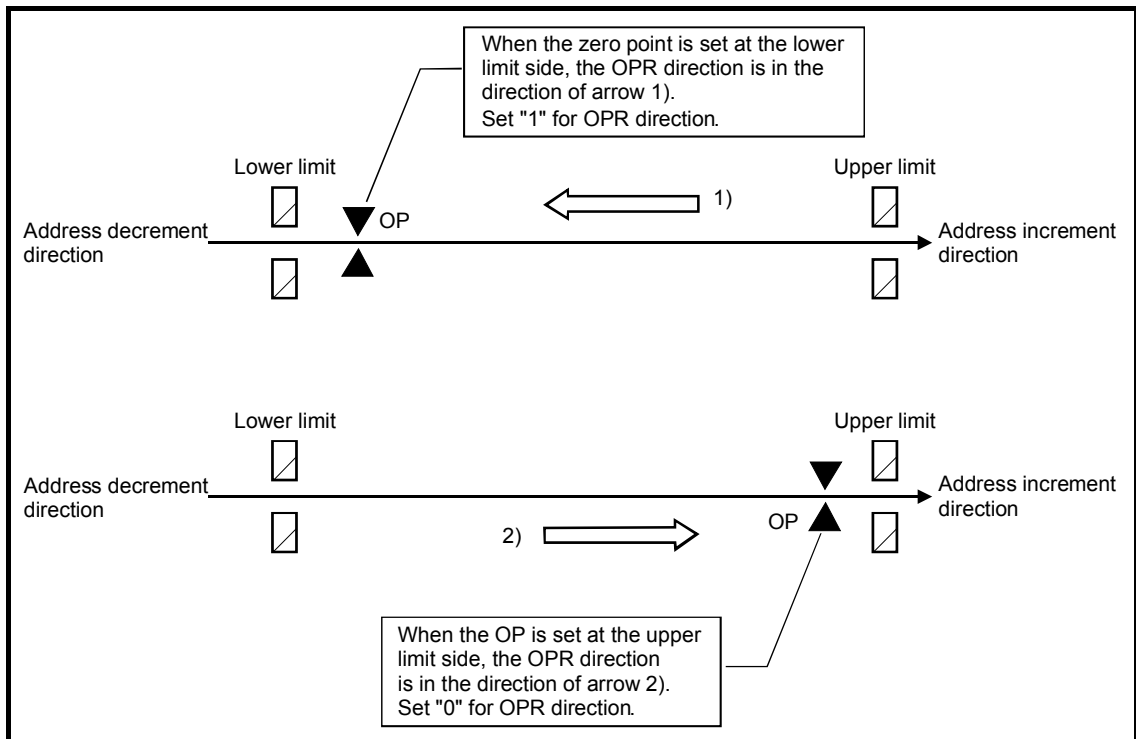 When the zero point is set at the lower
limit side, the OPR direction is in the
direction of arrow 1).
Set "1" for OPR direction.
Lower limit
Upper limit
1)
OP
Address decrement
direction
Address increment
direction
Lower limit
Upper limit
Address decrement
direction
Address increment
direction
2)
OP
When the OP is set at the upper
limit side, the OPR direction
is in the direction of arrow 2).
Set "0" for OPR direction.